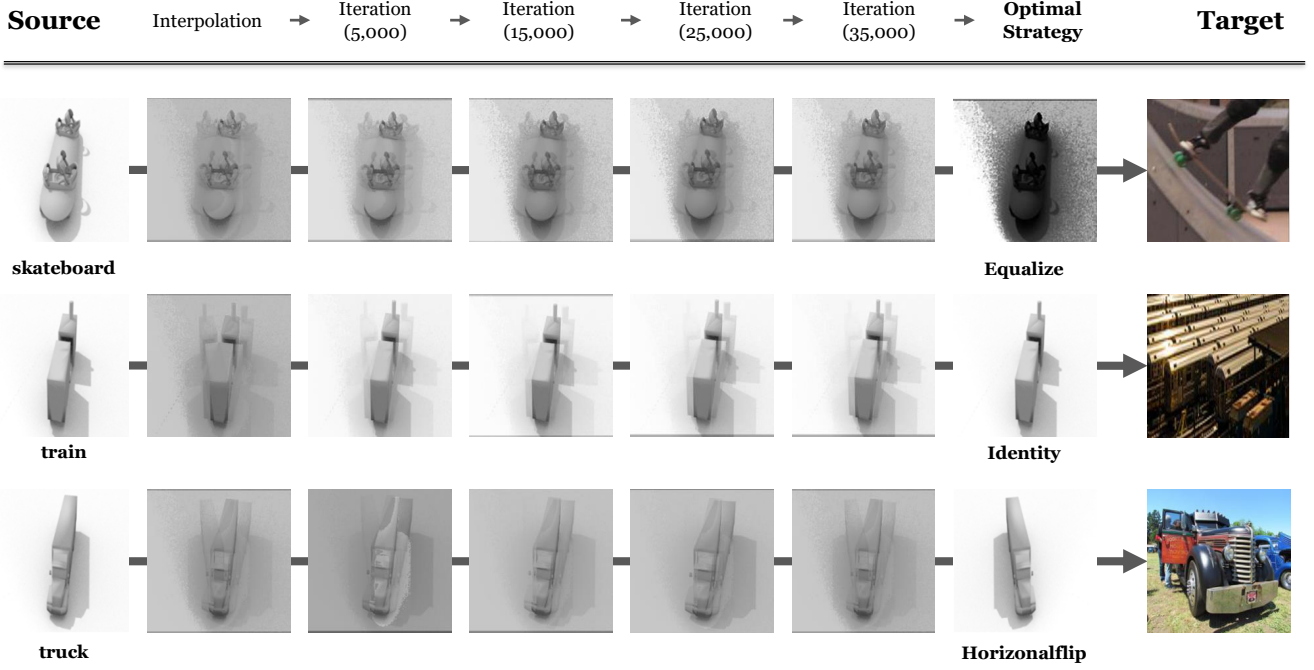 Source Interpolation → Iteration (5,000) → Iteration (15,000) → Iteration (25,000) → Iteration (35,000) → Optimal Strategy Target
skateboard Equalize
train Identity
truck Horizonalflip